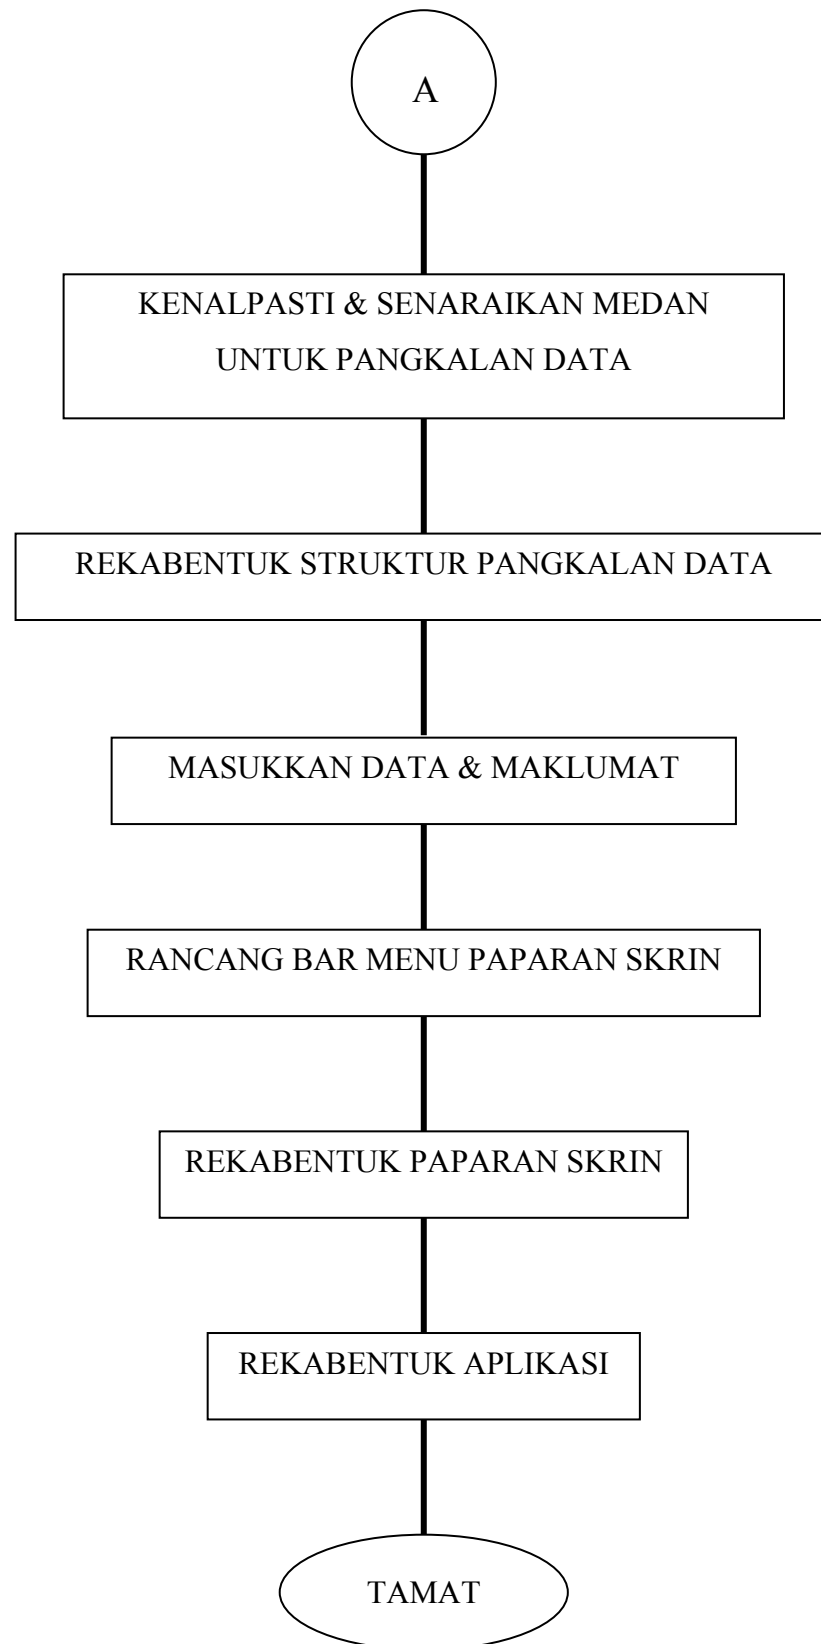 A
KENALPASTI & SENARAIKAN MEDAN
UNTUK PANGKALAN DATA
REKABENTUK STRUKTUR PANGKALAN DATA
MASUKKAN DATA & MAKLUMAT
RANCANG BAR MENU PAPARAN SKRIN
REKABENTUK PAPARAN SKRIN
REKABENTUK APLIKASI
TAMAT